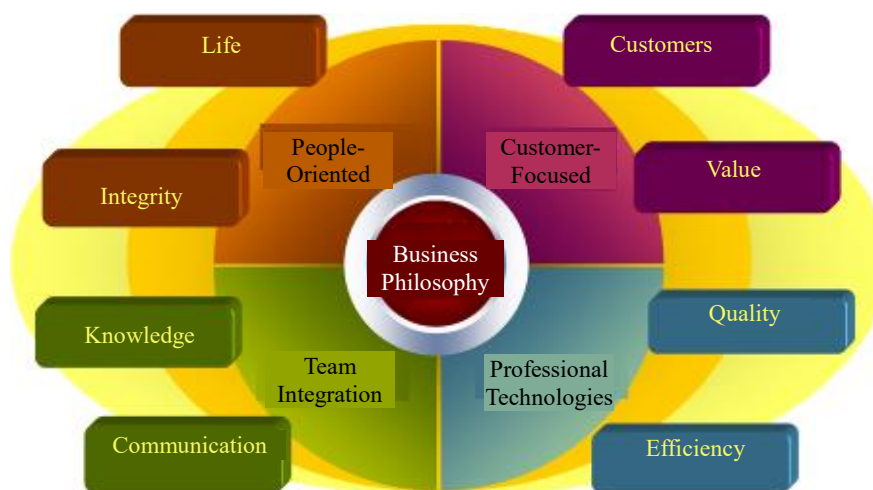 Life
Customers
People-
Oriented
Customer-
Focused
Integrity
Value
Business
Philosophy
Knowledge
Quality
Team
Integration
Professional
Technologies
Communication
Efficiency